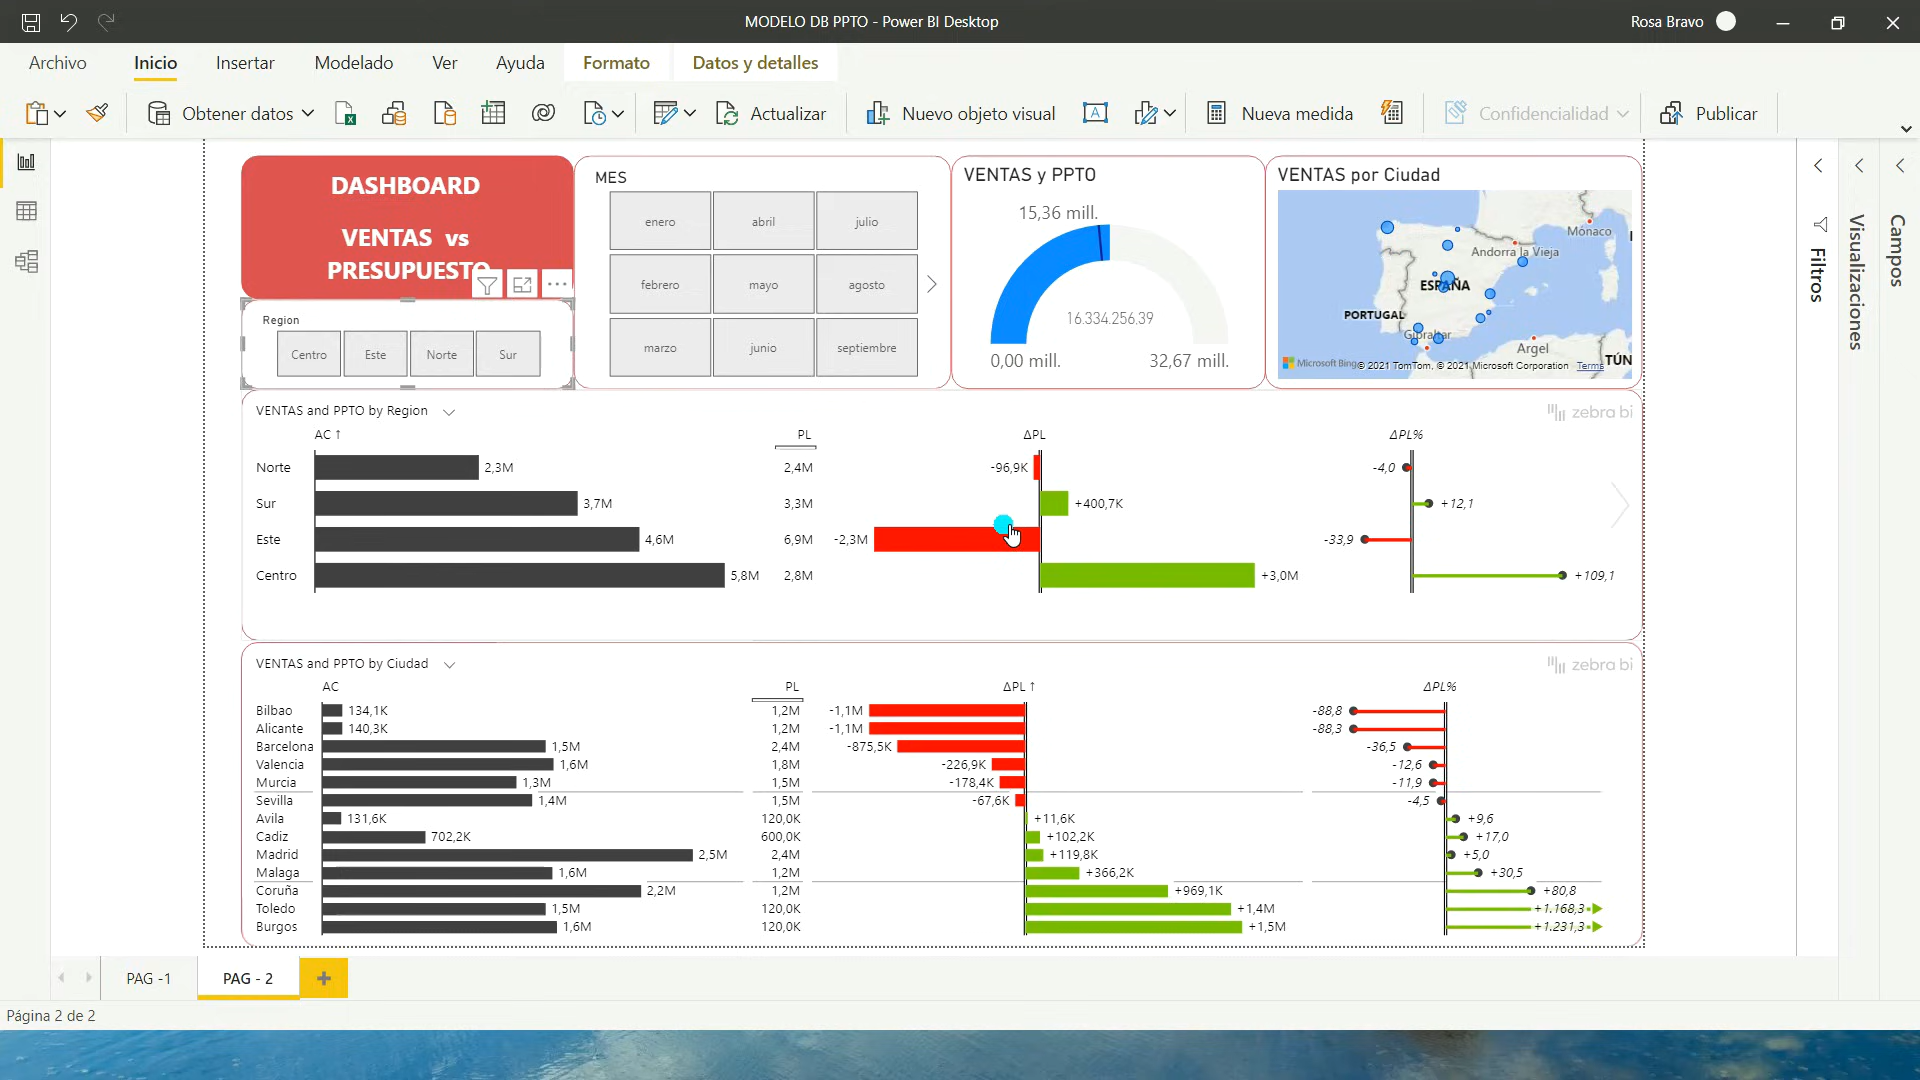 MODELO DB PPTO - Power BI Desktop
Rosa Bravo
Archivo Inicio Insertar Modelado Ver Ayuda Formato Datos y detalles
Obtener datos Actualizar Nuevo objeto visual Nueva medida Confidencialidad Publicar
DASHBOARD
VENTAS vs
PRESUPUESTO
Region
Centro Este Norte Sur
MES
enero abril julio
febrero mayo agosto
marzo junio septiembre
VENTAS y PPTO
15,36 mill.
16.334.256,39
0,00 mill. 32,67 mill.
VENTAS por Ciudad
Mónaco
Andorra la Vieja
ESPAÑA
PORTUGAL
Gibraltar
Argel
TÚN
Microsoft Bing
© 2021 TomTom, © 2021 Microsoft Corporation Terms
Filtros
Visualizaciones
Campos
VENTAS and PPTO by Region
zebra bi
AC ↑ PL ΔPL ΔPL%
Norte 2,3M 2,4M -96,9K -4,0
Sur 3,7M 3,3M +400,7K +12,1
Este 4,6M 6,9M -2,3M -33,9
Centro 5,8M 2,8M +3,0M +109,1
VENTAS and PPTO by Ciudad
zebra bi
AC PL ΔPL ↑ ΔPL%
Bilbao 134,1K 1,2M -1,1M -88,8
Alicante 140,3K 1,2M -1,1M -88,3
Barcelona 1,5M 2,4M -875,5K -36,5
Valencia 1,6M 1,8M -226,9K -12,6
Murcia 1,3M 1,5M -178,4K -11,9
Sevilla 1,4M 1,5M -67,6K -4,5
Avila 131,6K 120,0K +11,6K +9,6
Cadiz 702,2K 600,0K +102,2K +17,0
Madrid 2,5M 2,4M +119,8K +5,0
Malaga 1,6M 1,2M +366,2K +30,5
Coruña 2,2M 1,2M +969,1K +80,8
Toledo 1,5M 120,0K +1,4M +1.168,3
Burgos 1,6M 120,0K +1,5M +1.231,3
PAG -1 PAG - 2
Página 2 de 2